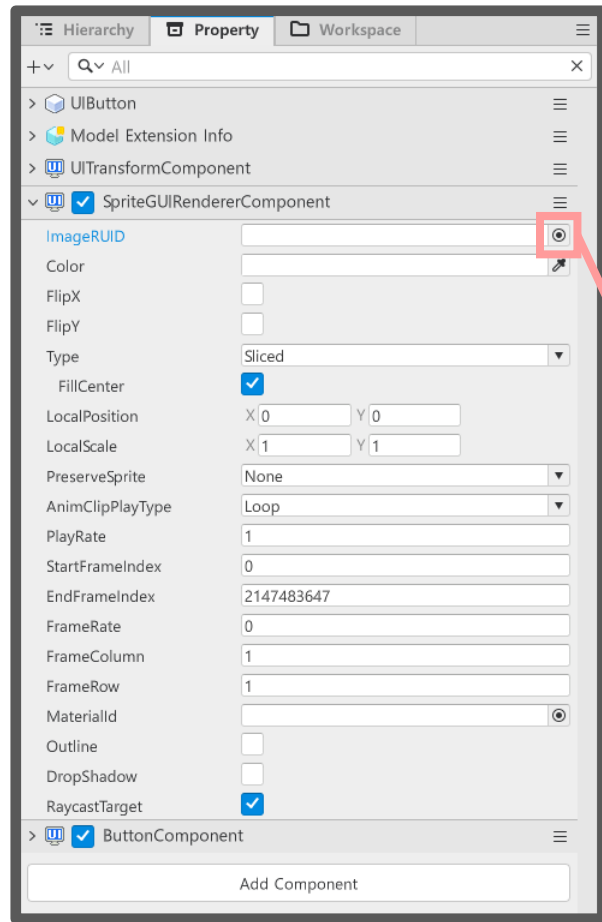 Hierarchy Property Workspace
All
UIButton
Model Extension Info
UITransformComponent
SpriteGUIRendererComponent
ImageRUID
Color
FlipX
FlipY
Type Sliced
FillCenter
LocalPosition X 0 Y 0
LocalScale X 1 Y 1
PreserveSprite None
AnimClipPlayType Loop
PlayRate 1
StartFrameIndex 0
EndFrameIndex 2147483647
FrameRate 0
FrameColumn 1
FrameRow 1
MaterialId
Outline
DropShadow
RaycastTarget
ButtonComponent
Add Component